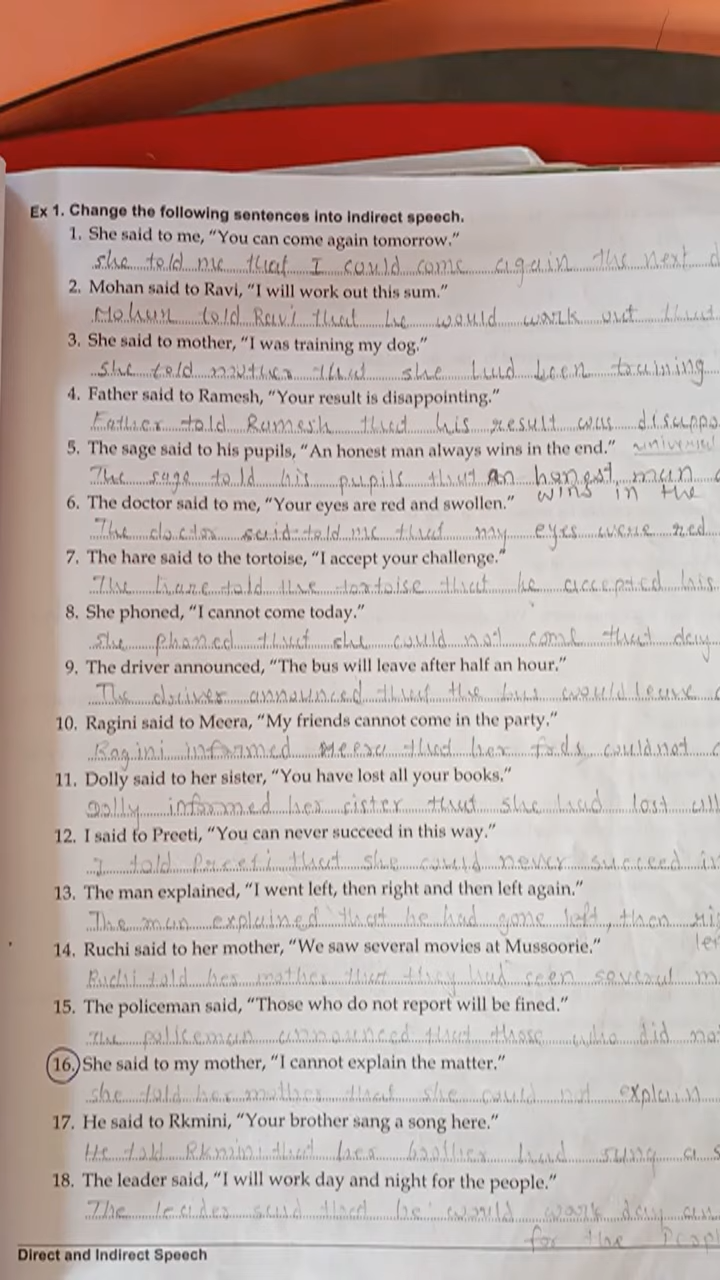 Ex 1. Change the following sentences into indirect speech.
1. She said to me, "You can come again tomorrow."
she told me that I could come again the next d
2. Mohan said to Ravi, "I will work out this sum."
Mohan told Ravi that he would work out that
3. She said to mother, "I was training my dog."
She told mother that she had been training
4. Father said to Ramesh, "Your result is disappointing."
Father told Ramesh that his result was disappo
5. The sage said to his pupils, "An honest man always wins in the end." universal
The sage told his pupils that An honest man a
wins in the
6. The doctor said to me, "Your eyes are red and swollen."
The doctor said told me that my eyes were red
7. The hare said to the tortoise, "I accept your challenge."
The hare told the tortoise that he accepted his
8. She phoned, "I cannot come today."
she phoned that she could not come that day
9. The driver announced, "The bus will leave after half an hour."
The driver announced that the bus would leave a
10. Ragini said to Meera, "My friends cannot come in the party."
Ragini informed Meera that her frds could not c
11. Dolly said to her sister, "You have lost all your books."
Dolly informed her sister that she had lost all
12. I said to Preeti, "You can never succeed in this way."
I told Preeti that she could never succeed in
13. The man explained, "I went left, then right and then left again."
The man explained that he had gone left, then rig
lef
14. Ruchi said to her mother, "We saw several movies at Mussoorie."
Ruchi told her mother that they had seen several m
15. The policeman said, "Those who do not report will be fined."
The policeman announced that those who did not
16. She said to my mother, "I cannot explain the matter."
she told her mother that she could not explain
17. He said to Rkmini, "Your brother sang a song here."
He told Rkmini that her brother had sung a s
18. The leader said, "I will work day and night for the people."
The leader said that he would work day an
for the Peopl
Direct and Indirect Speech